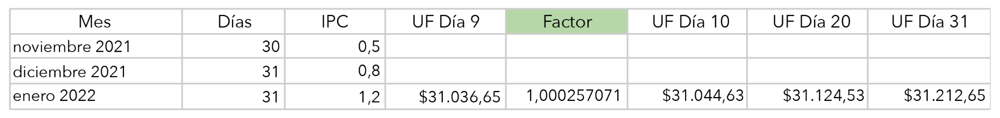 Mes Días IPC UF Día 9 Factor UF Día 10 UF Día 20 UF Día 31
noviembre 2021 30 0,5
diciembre 2021 31 0,8
enero 2022 31 1,2 $31.036,65 1,000257071 $31.044,63 $31.124,53 $31.212,65